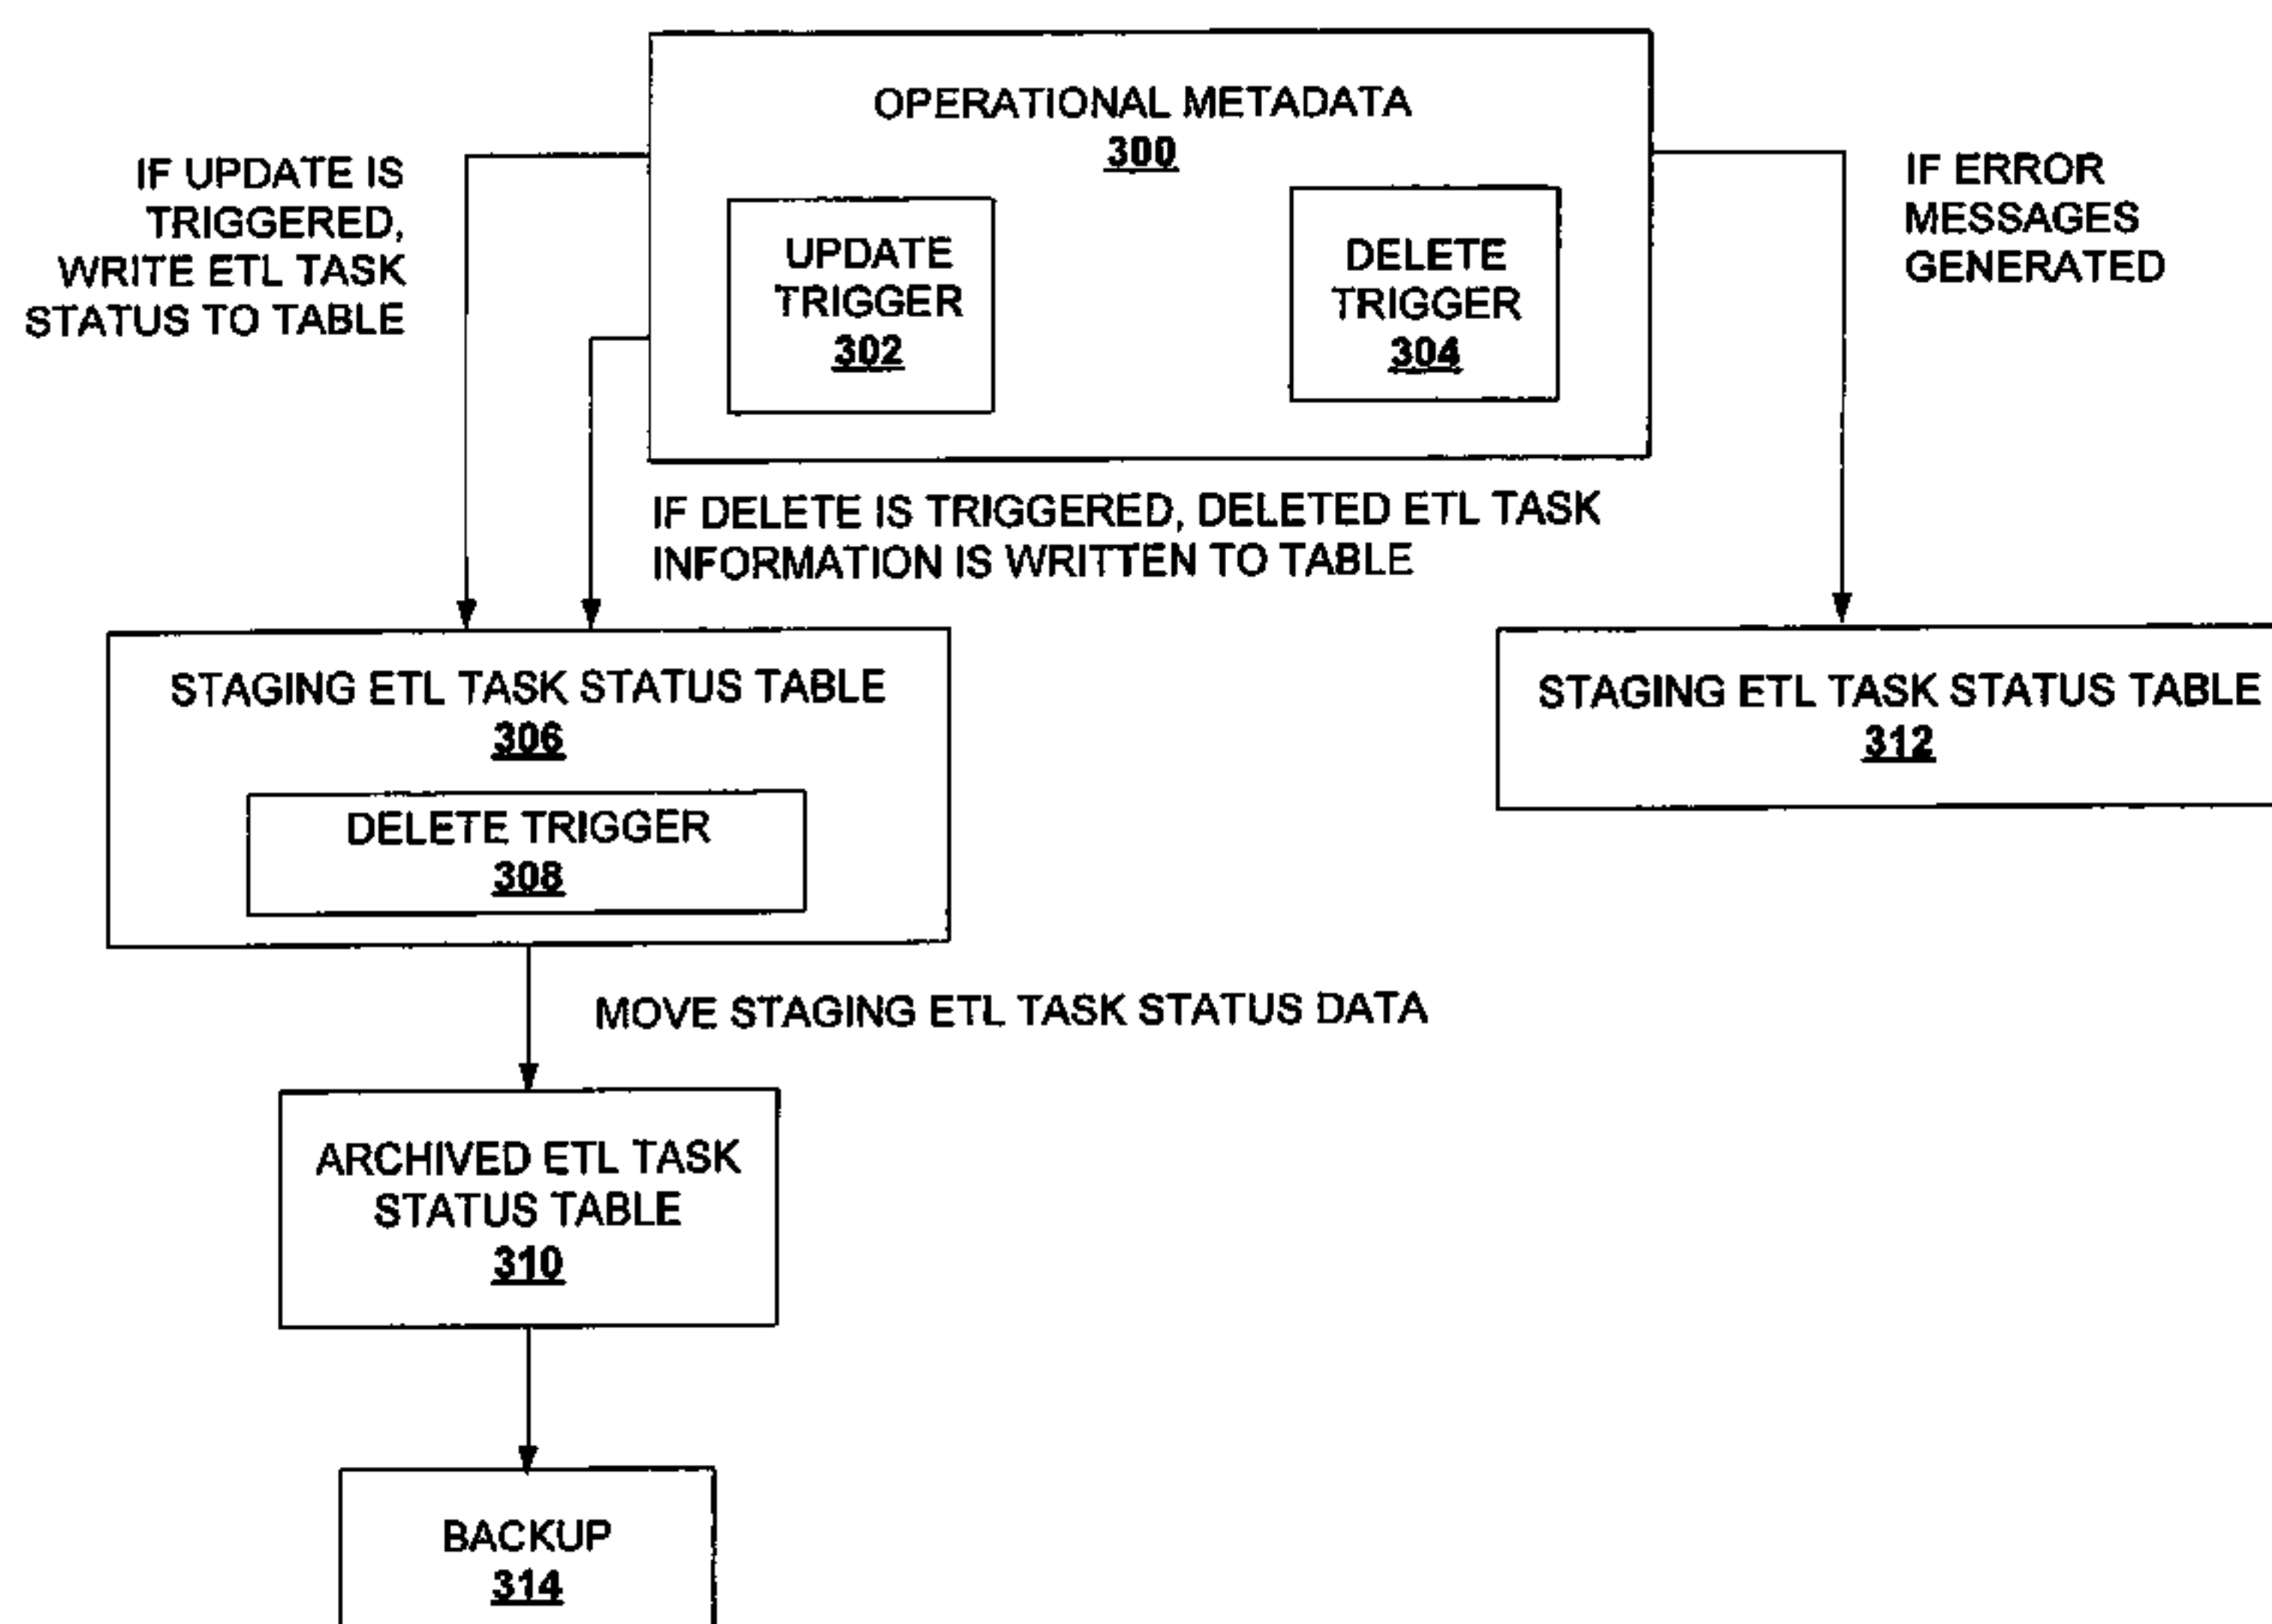 OPERATIONAL METADATA
300
IF UPDATE IS
TRIGGERED,
WRITE ETL TASK
STATUS TO TABLE
UPDATE
TRIGGER
302
DELETE
TRIGGER
304
IF ERROR
MESSAGES
GENERATED
IF DELETE IS TRIGGERED, DELETED ETL TASK
INFORMATION IS WRITTEN TO TABLE
STAGING ETL TASK STATUS TABLE
306
DELETE TRIGGER
308
STAGING ETL TASK STATUS TABLE
312
MOVE STAGING ETL TASK STATUS DATA
ARCHIVED ETL TASK
STATUS TABLE
310
BACKUP
314